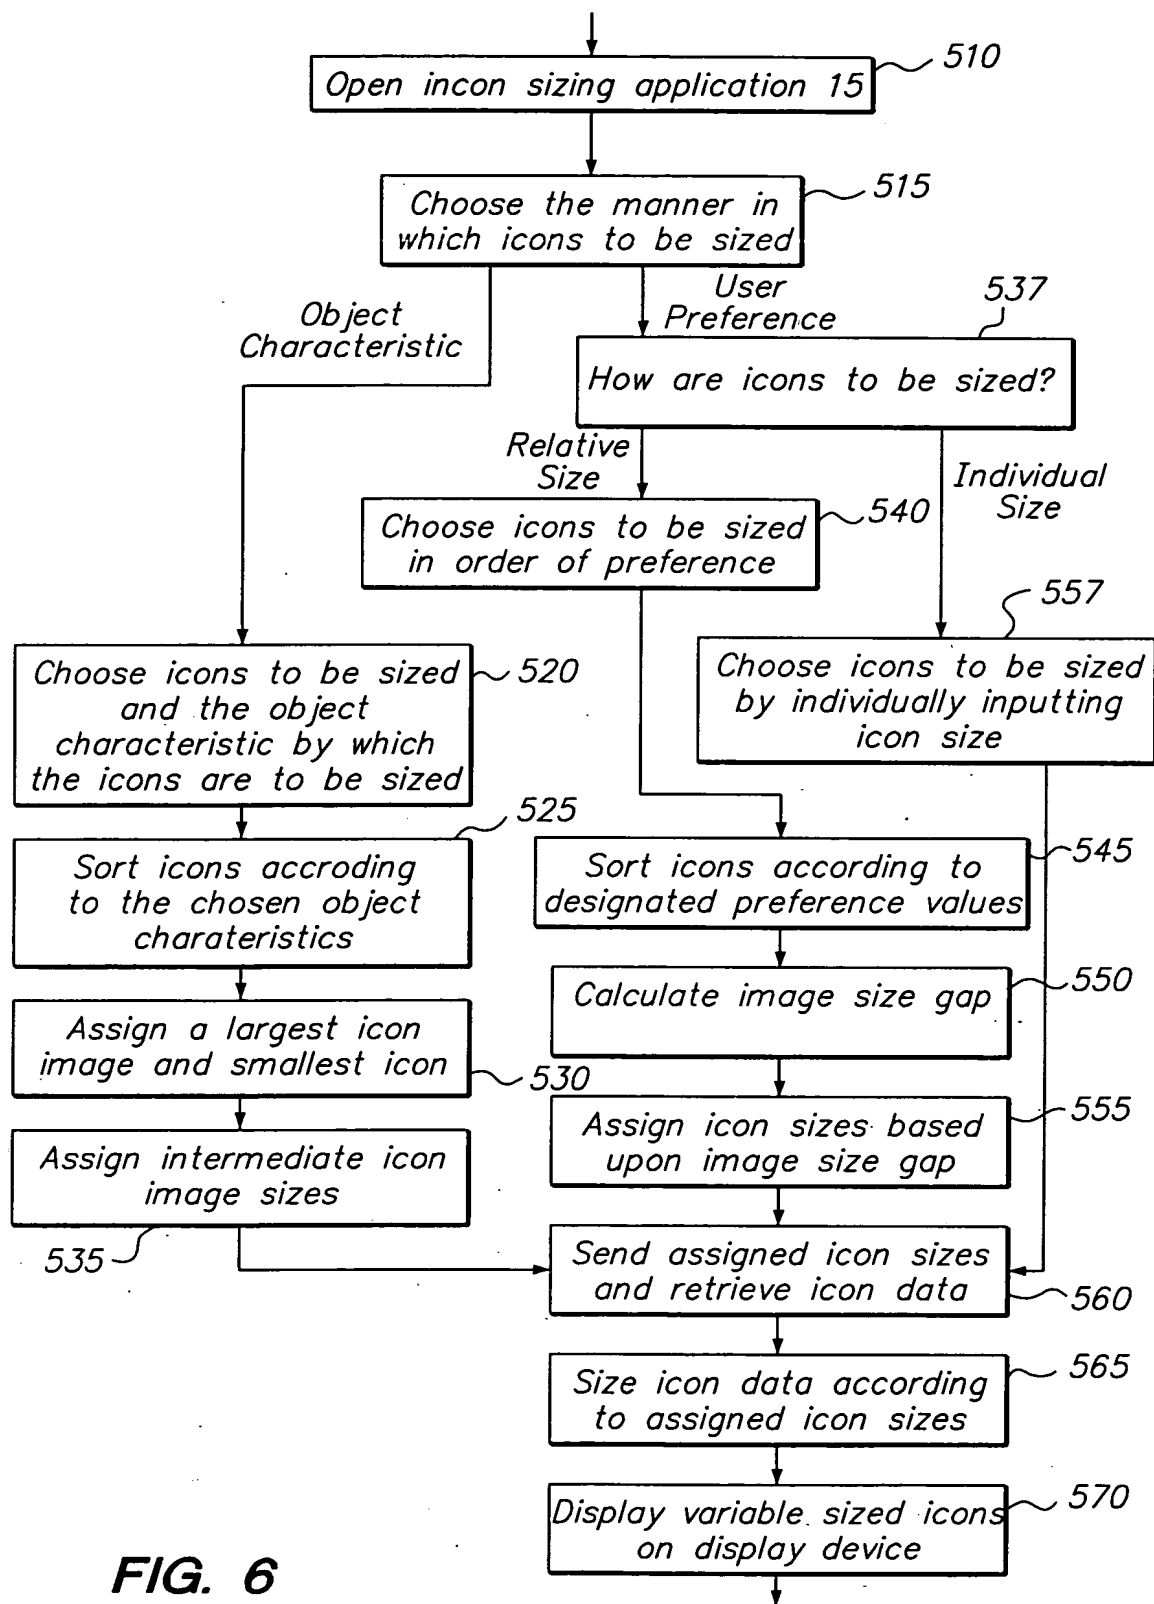 510
Open incon sizing application 15
515
Choose the manner in
which icons to be sized
Object
Characteristic
User
Preference
537
How are icons to be sized?
Relative
Size
Individual
Size
540
Choose icons to be sized
in order of preference
557
Choose icons to be sized
by individually inputting
icon size
520
Choose icons to be sized
and the object
characteristic by which
the icons are to be sized
525
Sort icons accroding
to the chosen object
charateristics
Assign a largest icon
image and smallest icon
530
Assign intermediate icon
image sizes
535
545
Sort icons according to
designated preference values
550
Calculate image size gap
555
Assign icon sizes based
upon image size gap
Send assigned icon sizes
and retrieve icon data
560
565
Size icon data according
to assigned icon sizes
570
Display variable sized icons
on display device
FIG. 6